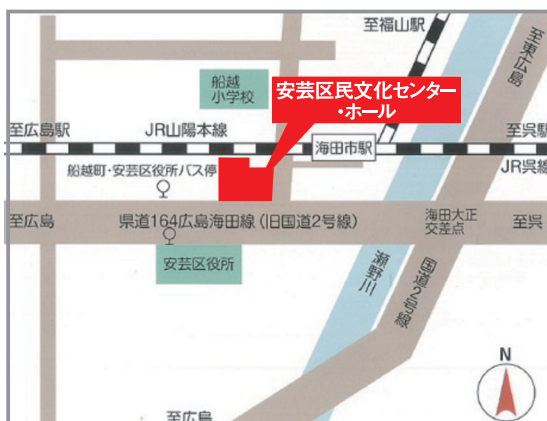 至福山駅
至東広島
船越
小学校
安芸区民文化センター
・ホール
至広島駅
JR山陽本線
海田市駅
至呉駅
JR呉線
船越町・安芸区役所バス停
至広島
県道164広島海田線(旧国道2号線)
海田大正
交差点
至呉
安芸区役所
瀬野川
国道2号線
至広島
N